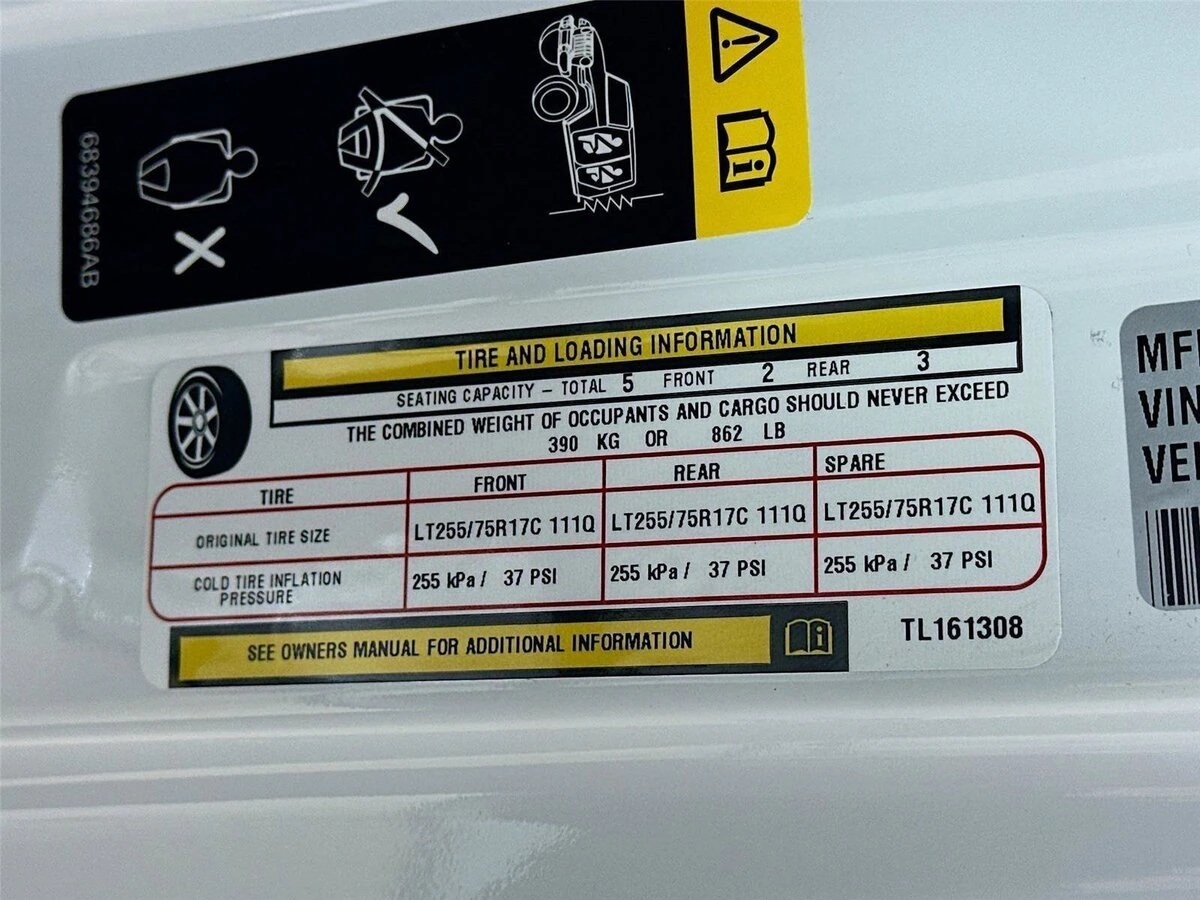 68394686AB
TIRE AND LOADING INFORMATION
SEATING CAPACITY – TOTAL 5 FRONT 2 REAR 3
THE COMBINED WEIGHT OF OCCUPANTS AND CARGO SHOULD NEVER EXCEED
390 KG OR 862 LB
TIRE FRONT REAR SPARE
ORIGINAL TIRE SIZE LT255/75R17C 111Q LT255/75R17C 111Q LT255/75R17C 111Q
COLD TIRE INFLATION
PRESSURE 255 kPa / 37 PSI 255 kPa / 37 PSI 255 kPa / 37 PSI
SEE OWNERS MANUAL FOR ADDITIONAL INFORMATION
TL161308
VIN